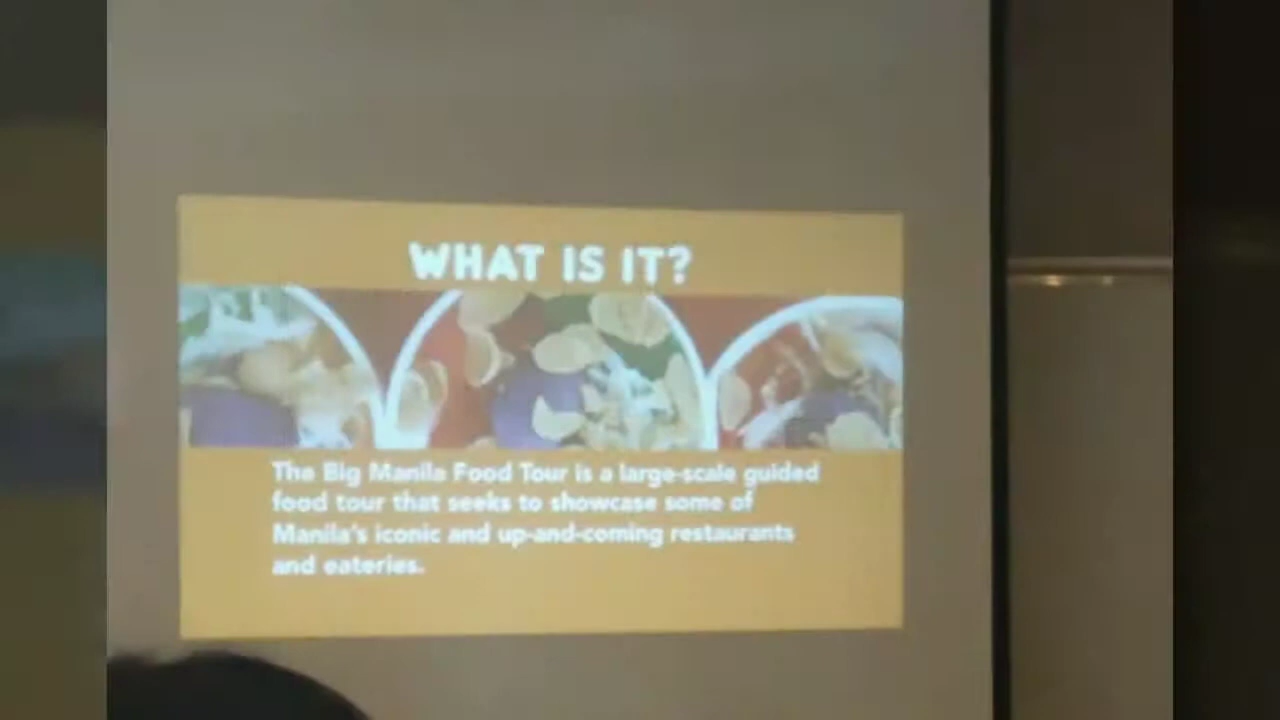 WHAT IS IT?
The Big Manila Food Tour is a large-scale guided
food tour that seeks to showcase some of
Manila's iconic and up-and-coming restaurants
and eateries.